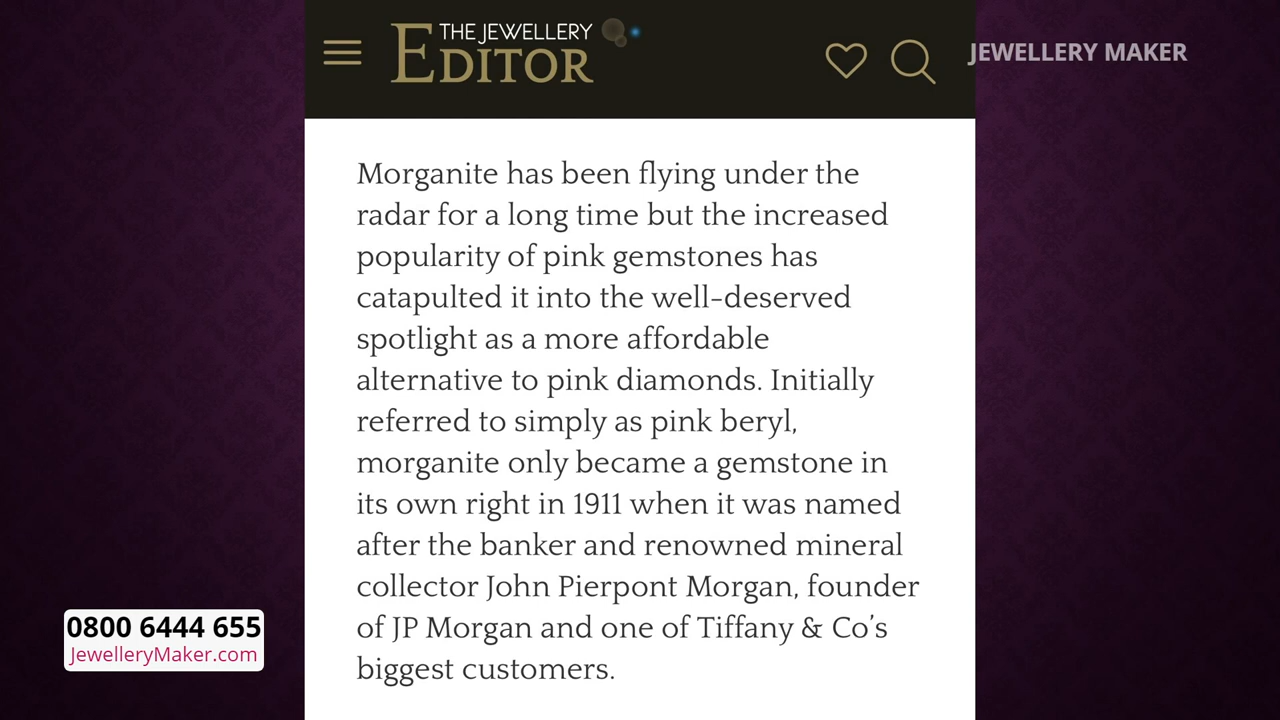 THE JEWELLERY
EDITOR
JEWELLERY MAKER
Morganite has been flying under the
radar for a long time but the increased
popularity of pink gemstones has
catapulted it into the well-deserved
spotlight as a more affordable
alternative to pink diamonds. Initially
referred to simply as pink beryl,
morganite only became a gemstone in
its own right in 1911 when it was named
after the banker and renowned mineral
collector John Pierpont Morgan, founder
of JP Morgan and one of Tiffany & Co’s
biggest customers.
0800 6444 655
JewelleryMaker.com